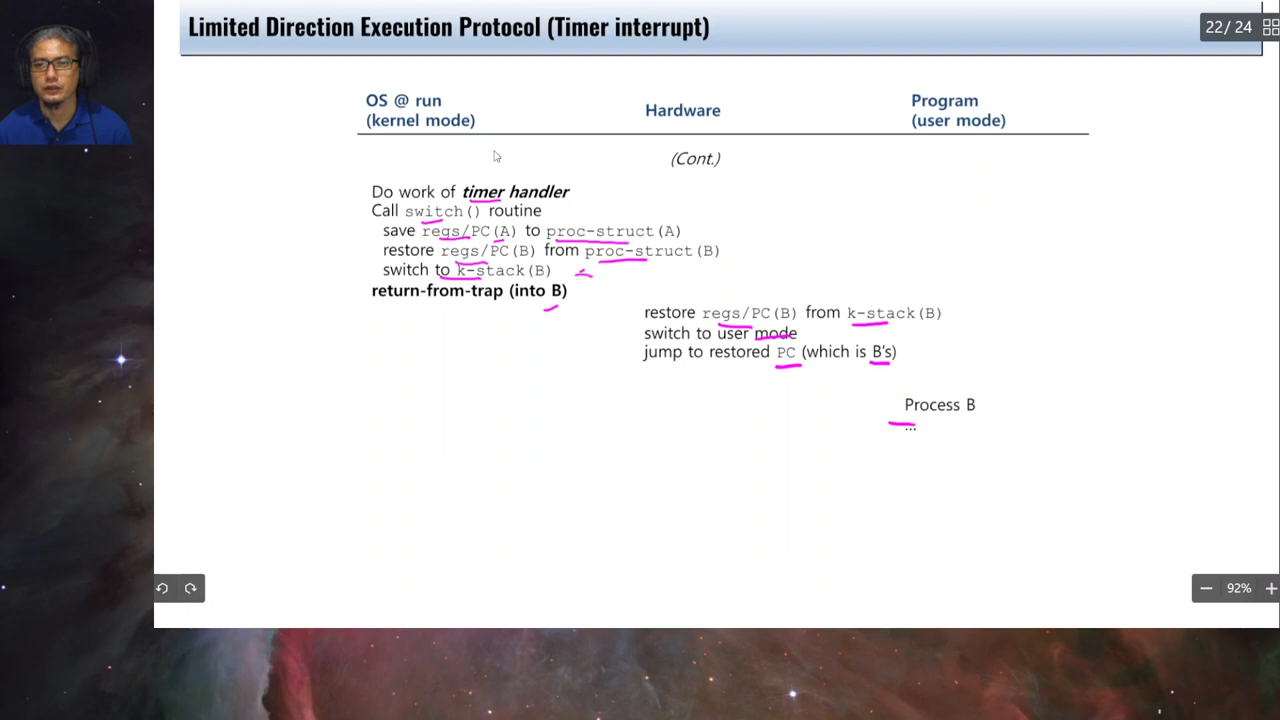 Limited Direction Execution Protocol (Timer interrupt)
22 / 24
OS @ run
(kernel mode)
Hardware
Program
(user mode)
(Cont.)
Do work of timer handler
Call switch() routine
save regs/PC(A) to proc-struct(A)
restore regs/PC(B) from proc-struct(B)
switch to k-stack(B)
return-from-trap (into B)
restore regs/PC(B) from k-stack(B)
switch to user mode
jump to restored PC (which is B's)
Process B
...
92%